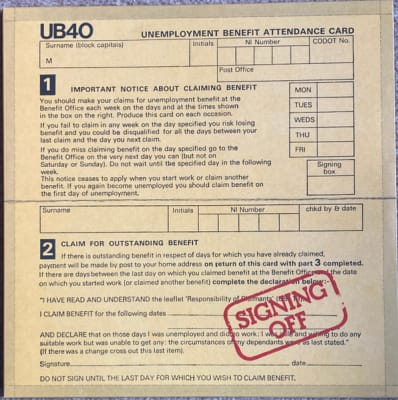 UB40 UNEMPLOYMENT BENEFIT ATTENDANCE CARD
Surname (block capitals) Initials NI Number CODOT No.
M
Post Office
1 IMPORTANT NOTICE ABOUT CLAIMING BENEFIT
You should make your claims for unemployment benefit at the
Benefit Office each week on the days and at the times shown
in the box on the right. Produce this card on each occasion.
If you fail to claim in any week on the day specified you risk losing
benefit and you could be disqualified for all the days between your
last claim and the day you next claim.
If you do miss claiming benefit on the day specified go to the
Benefit Office on the very next day you can (but not on
Saturday or Sunday). Do not wait until the specified day in the following
week.
This notice ceases to apply when you start work or claim another
benefit. If you again become unemployed you should claim benefit on
the first day of unemployment.
MON
TUES
WEDS
THU
FRI
Signing
box
Surname Initials NI Number chkd by & date
2 CLAIM FOR OUTSTANDING BENEFIT
If there is outstanding benefit in respect of days for which you have already claimed,
payment will be made by post to your home address on return of this card with part 3 completed.
If there are days between the last day on which you claimed benefit at the Benefit Office and the date
on which you started work (or claimed another benefit) complete the declaration below:-
"I HAVE READ AND UNDERSTAND the leaflet 'Responsibility of Claimants'
I CLAIM BENEFIT for the following dates
AND DECLARE that on those days I was unemployed and did no work; I was able and willing to do any
suitable work but was unable to get any: the circumstances of my dependants were as last stated."
(If there was a change cross out this last item).
Signature date
DO NOT SIGN UNTIL THE LAST DAY FOR WHICH YOU WISH TO CLAIM BENEFIT.
SIGNING
OFF